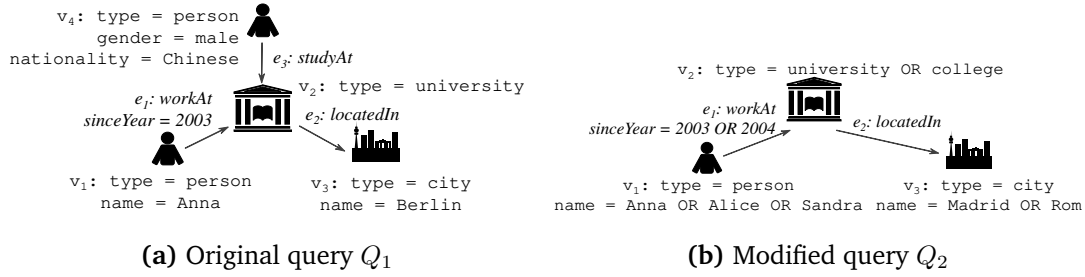 v4: type = person
gender = male
nationality = Chinese
e3: studyAt
v2: type = university
e1: workAt
sinceYear = 2003
e2: locatedIn
v1: type = person
name = Anna
v3: type = city
name = Berlin
(a) Original query Q1
v2: type = university OR college
e1: workAt
sinceYear = 2003 OR 2004
e2: locatedIn
v1: type = person
name = Anna OR Alice OR Sandra
v3: type = city
name = Madrid OR Rom
(b) Modified query Q2